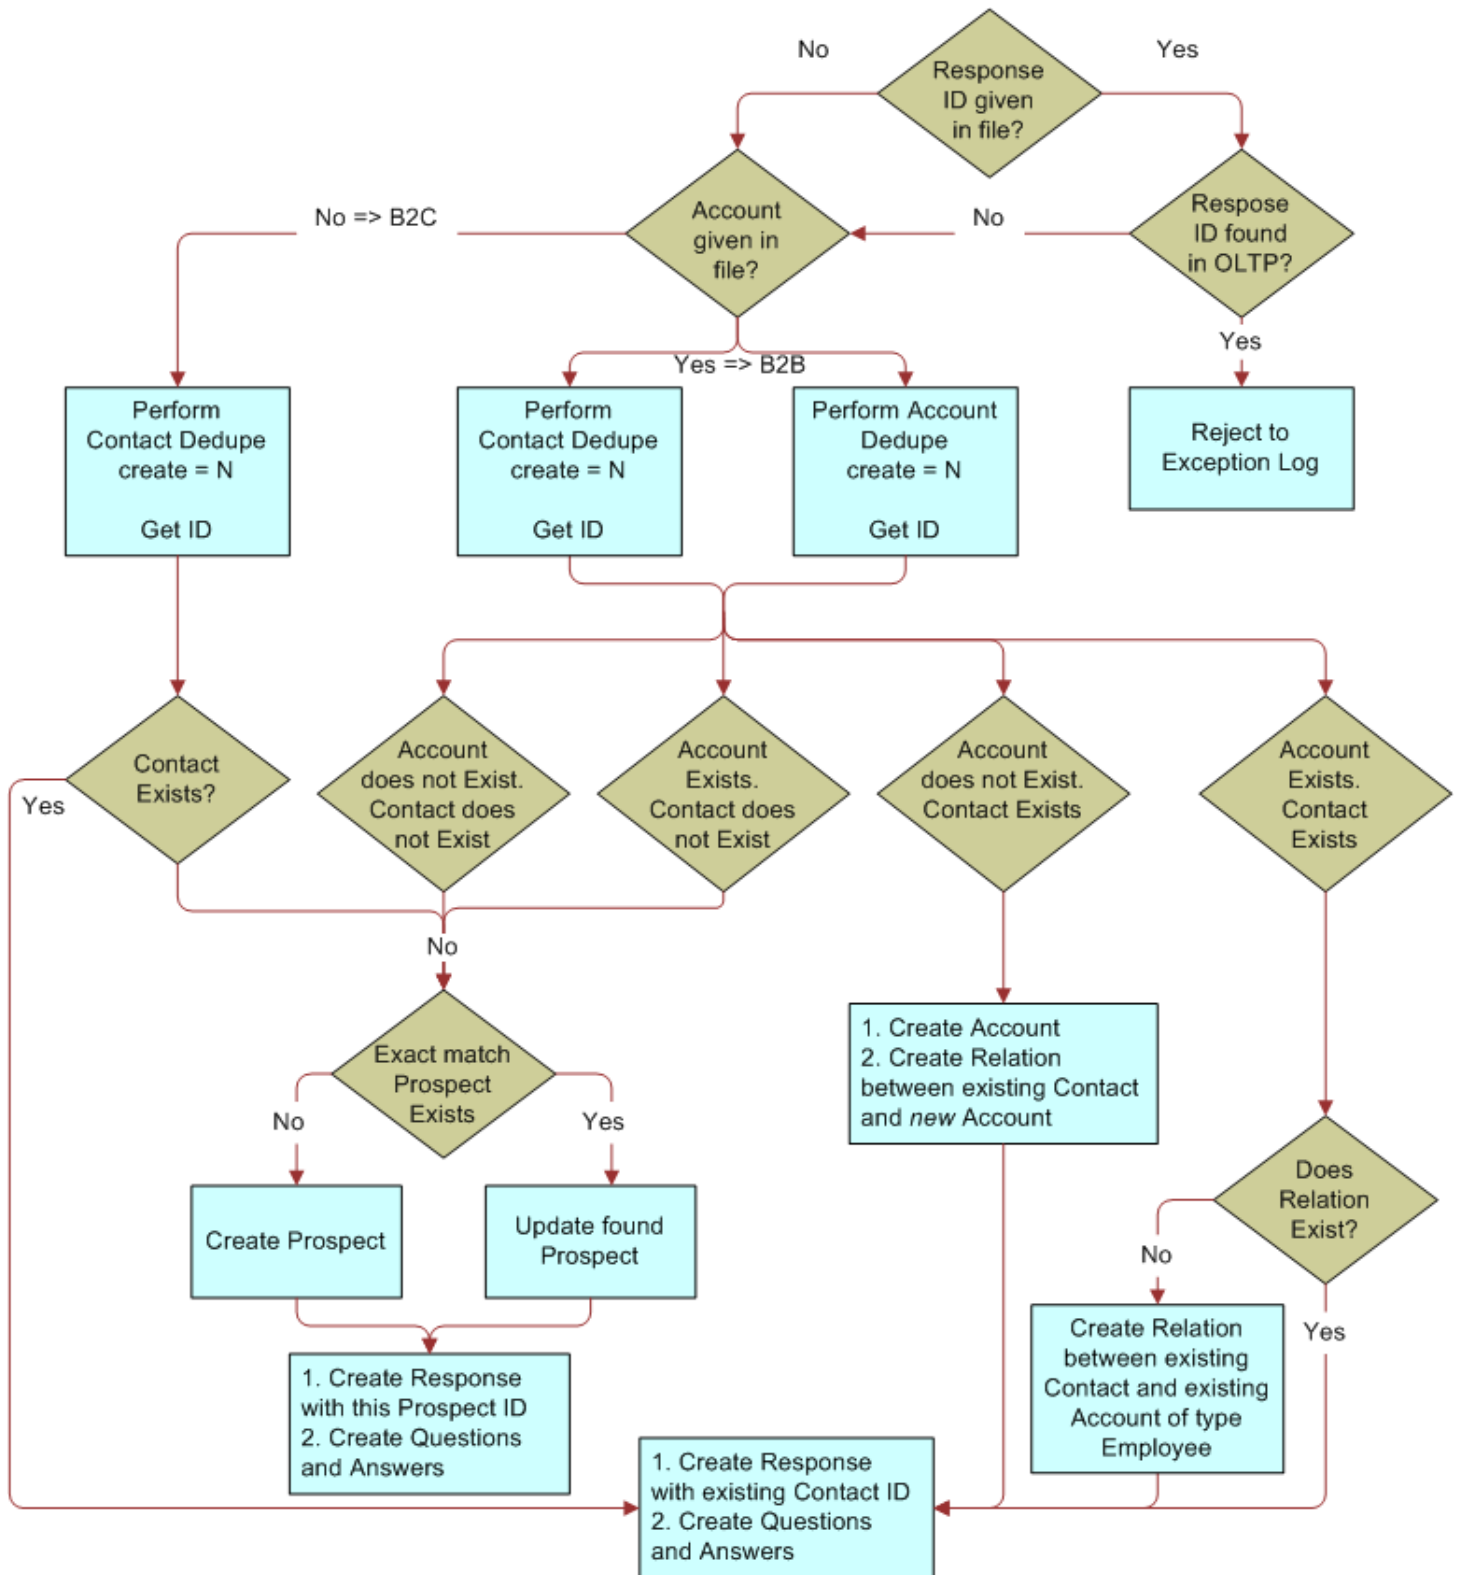 No
Yes
Response
ID given
in file?
No => B2C
Account
given in
file?
No
Respose
ID found
in OLTP?
Yes => B2B
Yes
Perform
Contact Dedupe
create = N
Get ID
Perform
Contact Dedupe
create = N
Get ID
Perform Account
Dedupe
create = N
Get ID
Reject to
Exception Log
Contact
Exists?
Yes
Account
does not Exist.
Contact does
not Exist
Account
Exists.
Contact does
not Exist
Account
does not Exist.
Contact Exists
Account
Exists.
Contact
Exists
No
Exact match
Prospect
Exists
No
Yes
1. Create Account
2. Create Relation
between existing Contact
and new Account
Does
Relation
Exist?
No
Yes
Create Prospect
Update found
Prospect
Create Relation
between existing
Contact and existing
Account of type
Employee
1. Create Response
with this Prospect ID
2. Create Questions
and Answers
1. Create Response
with existing Contact ID
2. Create Questions
and Answers